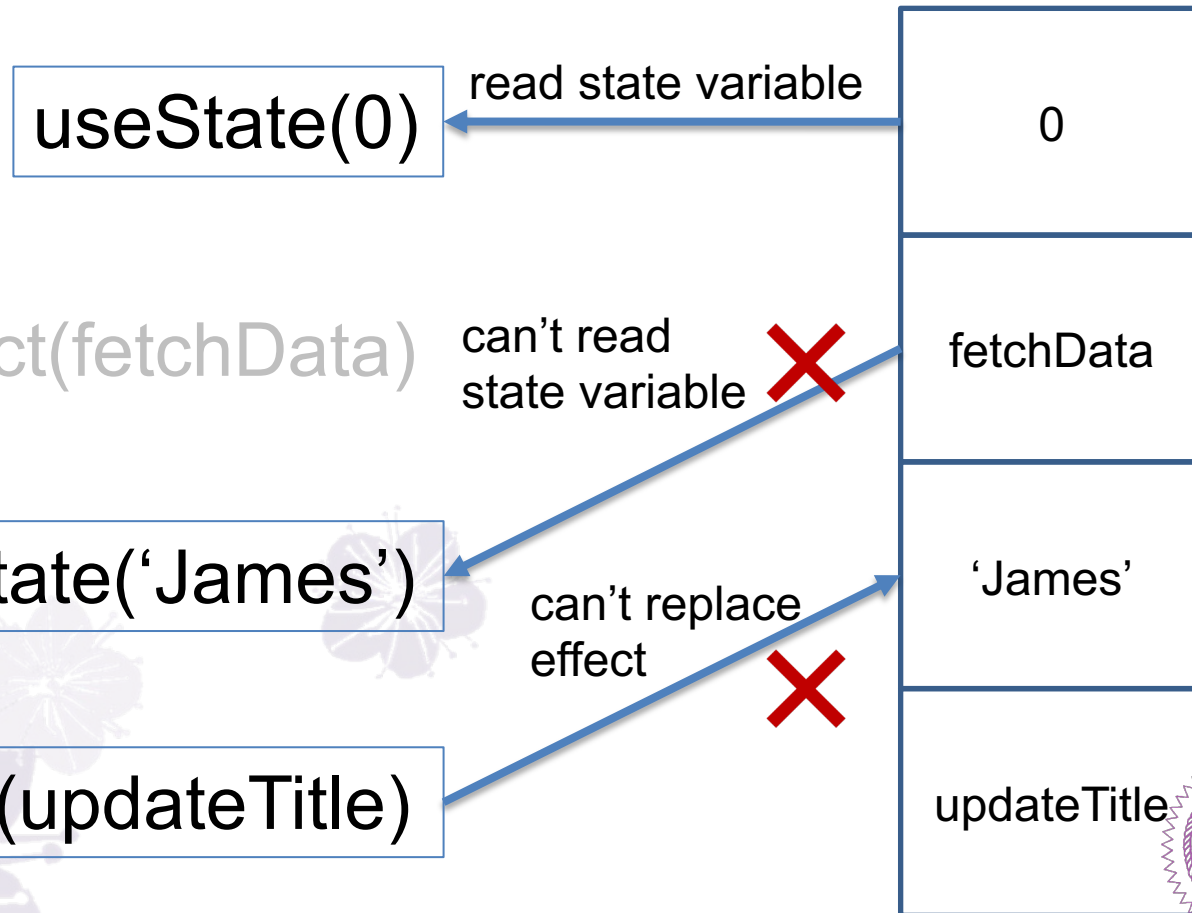 read state variable
useState(0)
0
ct(fetchData)
can’t read
state variable
fetchData
tate(‘James’)
can’t replace
effect
‘James’
(updateTitle)
updateTitle